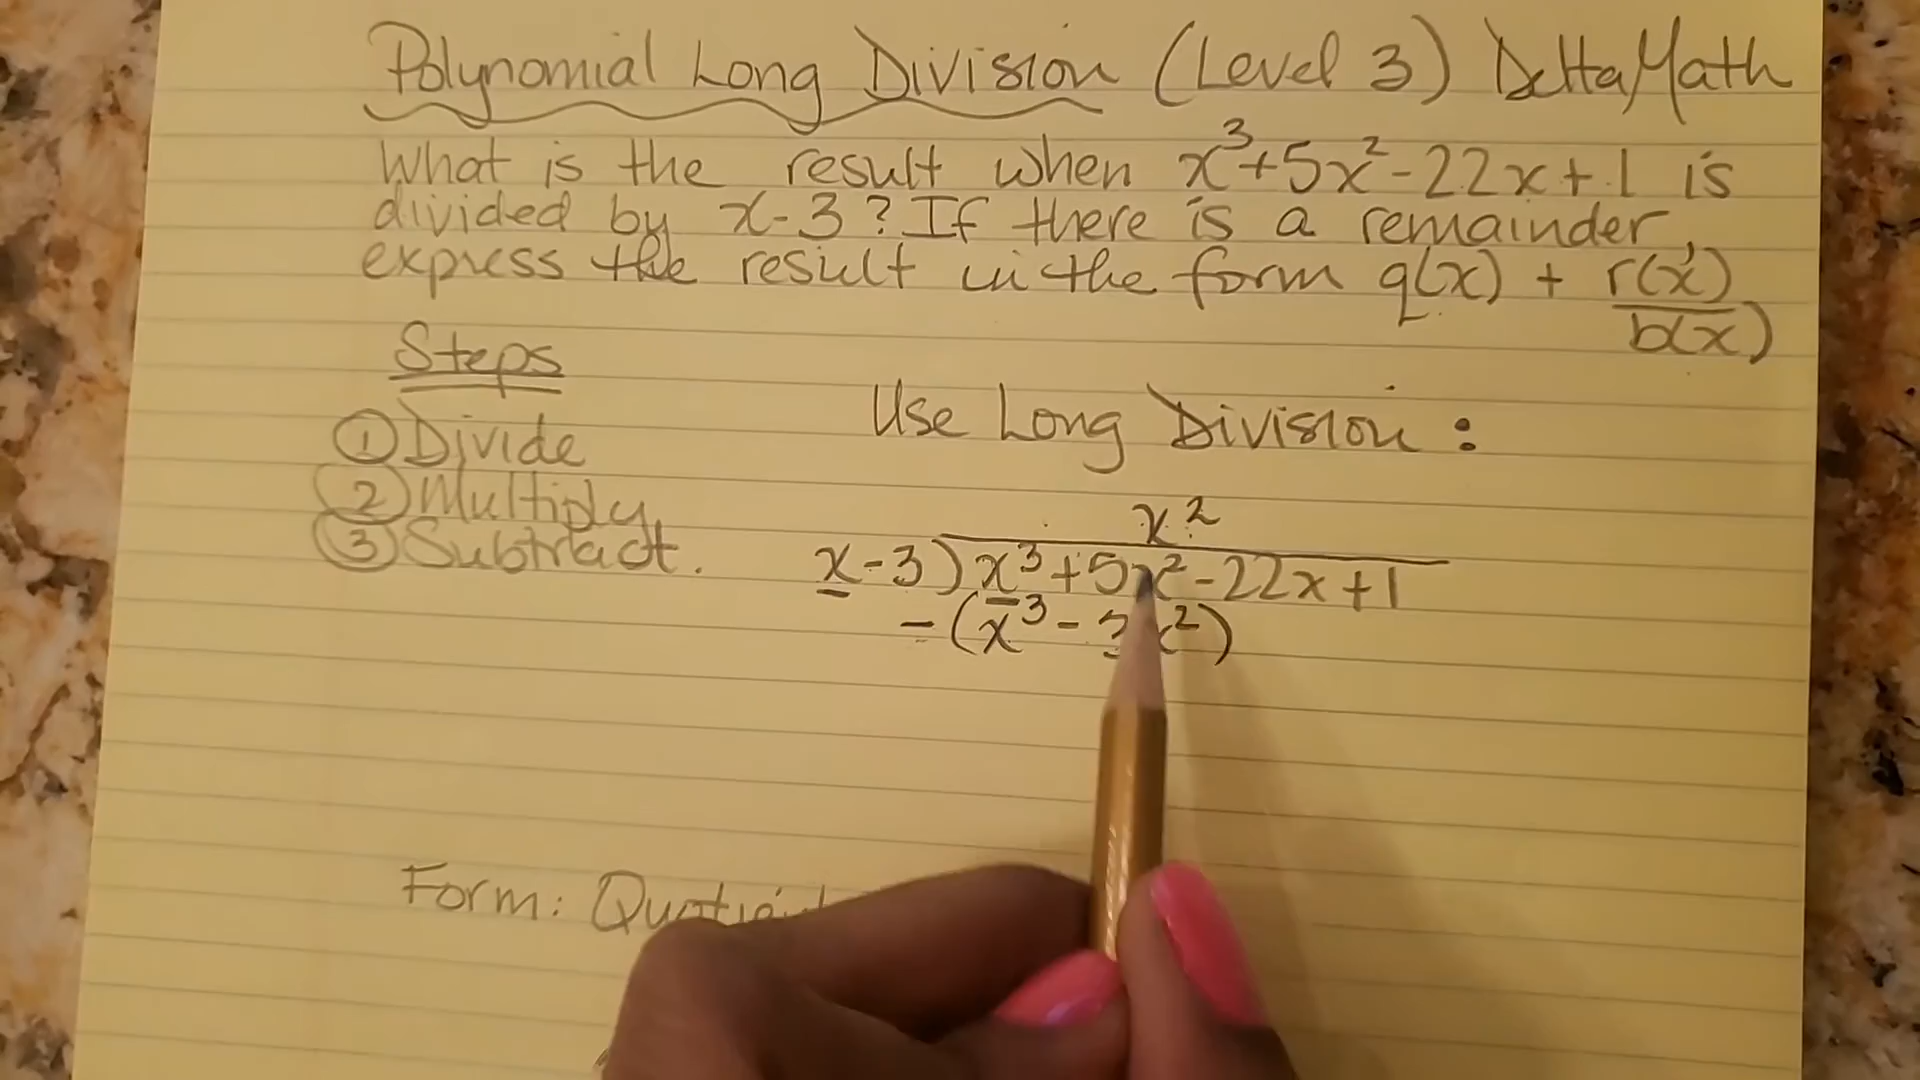 Polynomial Long Division (Level 3) DeltaMath
What is the result when x³+5x²-22x+1 is
divided by x-3? If there is a remainder,
express the result in the form q(x) + r(x)
b(x)
Steps
① Divide
② Multiply
③ Subtract.
Use Long Division:
x²
x-3)x³+5x²-22x+1
-(x³-3x²)
Form: